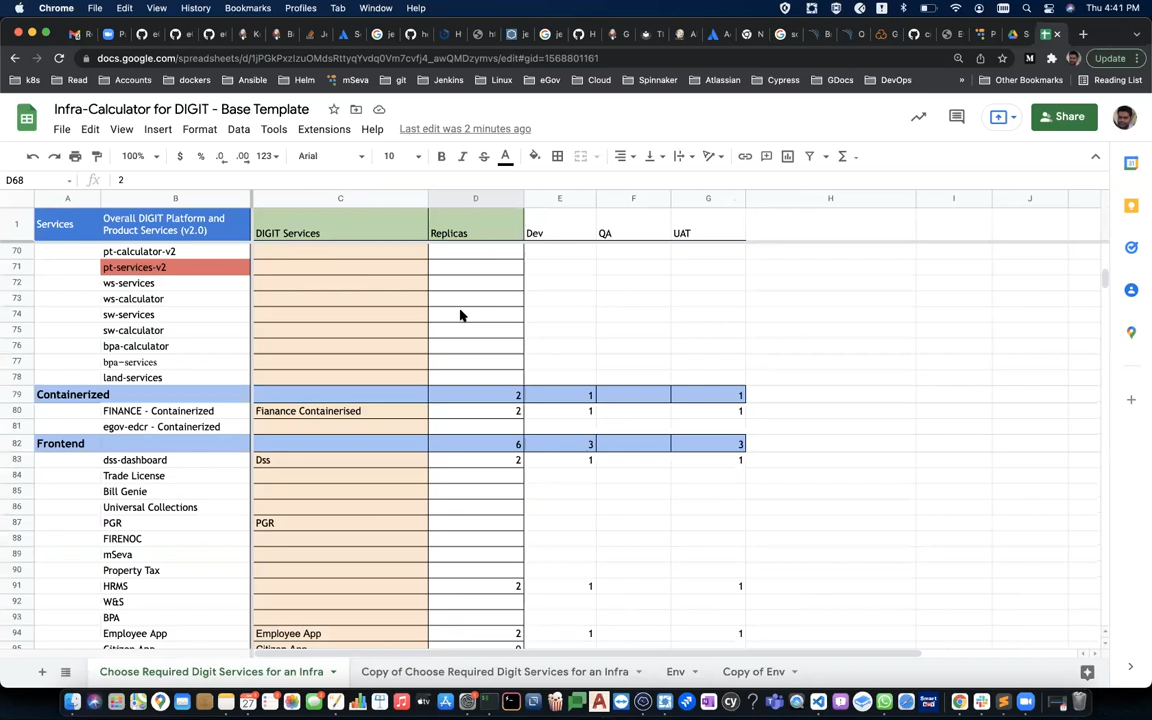 Chrome File Edit View History Bookmarks Profiles Tab Window Help Thu 4:41 PM
docs.google.com/spreadsheets/d/1jGkPxzIzuOMdsRttyqYvdq0Vm7cvfj4_awQMDzymvs/edit#gid=1568801161 Update
k8s Read Accounts dockers Ansible Helm mSeva git Jenkins Linux eGov Cloud Spinnaker Atlassian Cypress GDocs DevOps Other Bookmarks Reading List
Infra-Calculator for DIGIT - Base Template
File Edit View Insert Format Data Tools Extensions Help Last edit was 2 minutes ago
Share
100% $ % .0 .00 123 Arial 10 B I S A
D68 fx 2
A B C D E F G H I J
1 Services Overall DIGIT Platform and Product Services (v2.0) DIGIT Services Replicas Dev QA UAT
70 pt-calculator-v2
71 pt-services-v2
72 ws-services
73 ws-calculator
74 sw-services
75 sw-calculator
76 bpa-calculator
77 bpa-services
78 land-services
79 Containerized 2 1 1
80 FINANCE - Containerized Fianance Containerised 2 1 1
81 egov-edcr - Containerized
82 Frontend 6 3 3
83 dss-dashboard Dss 2 1 1
84 Trade License
85 Bill Genie
86 Universal Collections
87 PGR PGR
88 FIRENOC
89 mSeva
90 Property Tax
91 HRMS 2 1 1
92 W&S
93 BPA
94 Employee App Employee App 2 1 1
Choose Required Digit Services for an Infra Copy of Choose Required Digit Services for an Infra Env Copy of Env